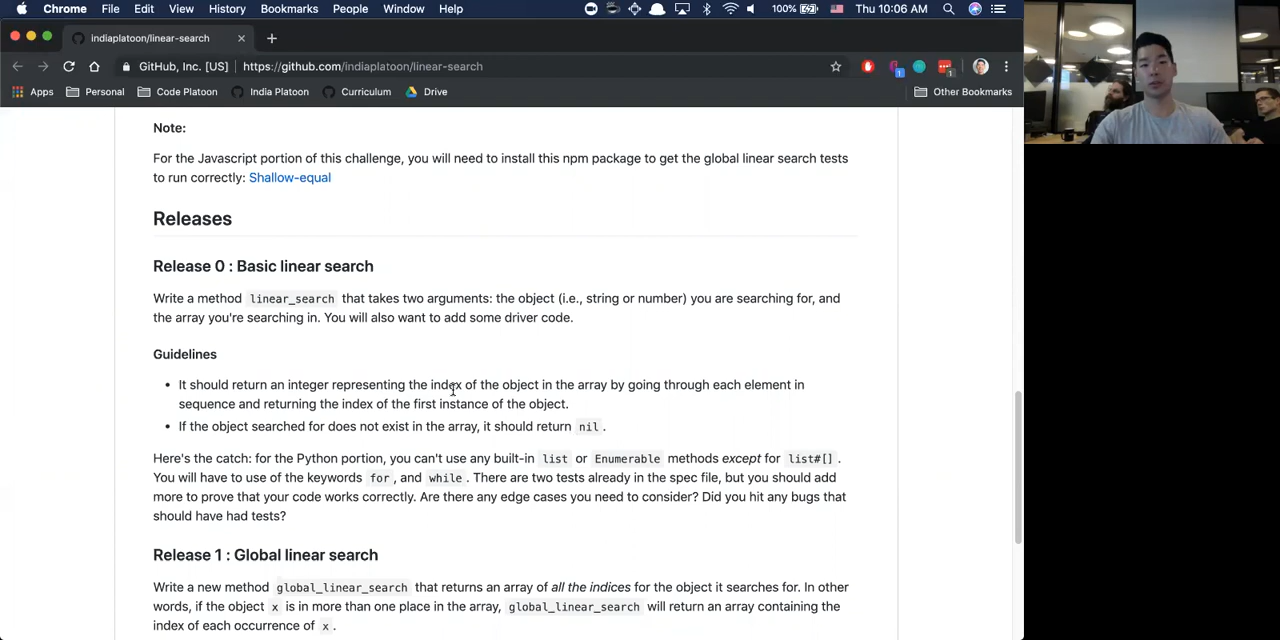 Chrome File Edit View History Bookmarks People Window Help 100% Thu 10:06 AM
indiaplatoon/linear-search
GitHub, Inc. [US] https://github.com/indiaplatoon/linear-search
Apps Personal Code Platoon India Platoon Curriculum Drive Other Bookmarks
Note:
For the Javascript portion of this challenge, you will need to install this npm package to get the global linear search tests
to run correctly: Shallow-equal
Releases
Release 0 : Basic linear search
Write a method linear_search that takes two arguments: the object (i.e., string or number) you are searching for, and
the array you're searching in. You will also want to add some driver code.
Guidelines
• It should return an integer representing the index of the object in the array by going through each element in
sequence and returning the index of the first instance of the object.
• If the object searched for does not exist in the array, it should return nil .
Here's the catch: for the Python portion, you can't use any built-in list or Enumerable methods except for list#[] .
You will have to use of the keywords for , and while . There are two tests already in the spec file, but you should add
more to prove that your code works correctly. Are there any edge cases you need to consider? Did you hit any bugs that
should have had tests?
Release 1 : Global linear search
Write a new method global_linear_search that returns an array of all the indices for the object it searches for. In other
words, if the object x is in more than one place in the array, global_linear_search will return an array containing the
index of each occurrence of x .